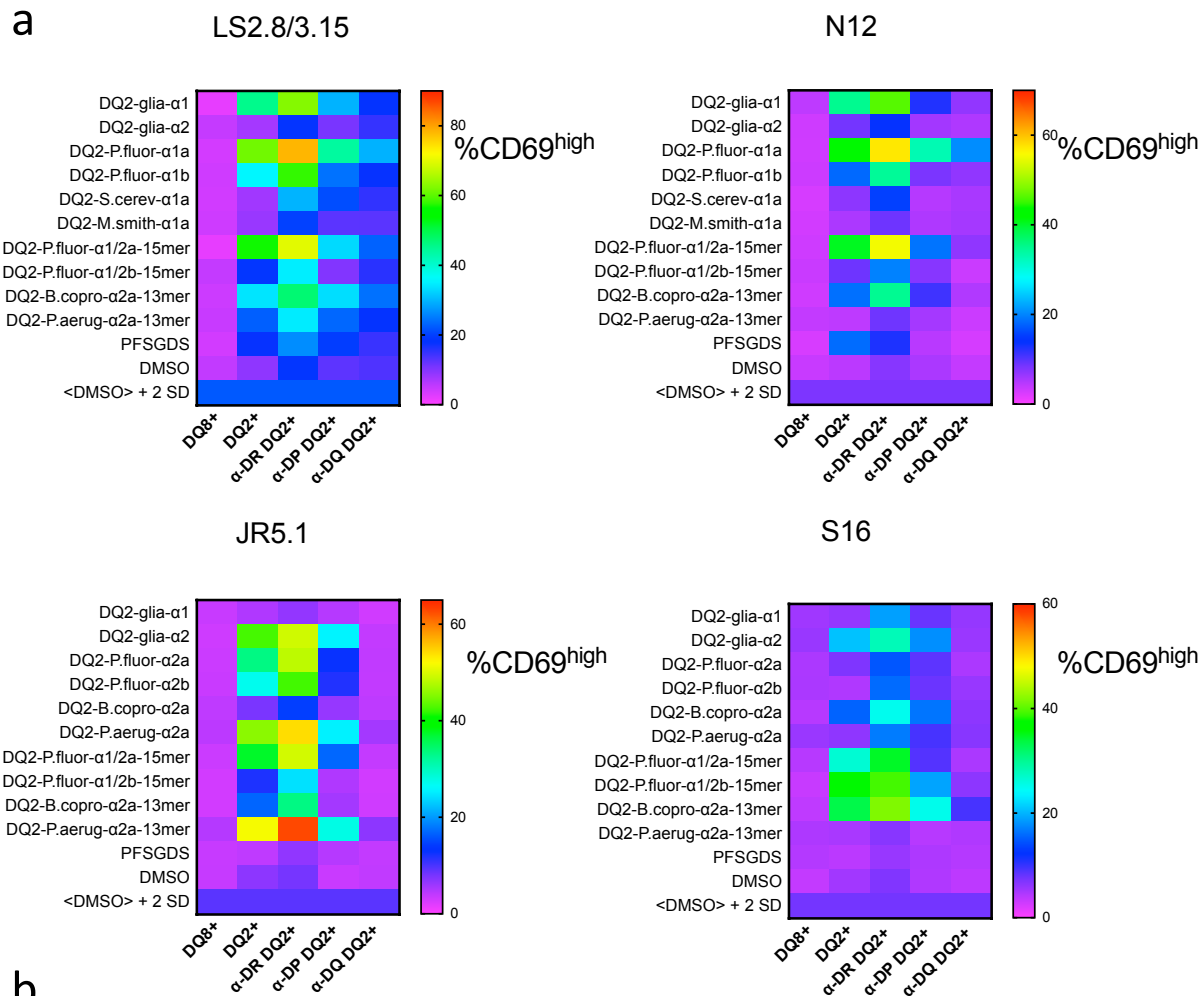 a
LS2.8/3.15
DQ2-glia-α1
DQ2-glia-α2
DQ2-P.fluor-α1a
DQ2-P.fluor-α1b
DQ2-S.cerev-α1a
DQ2-M.smith-α1a
DQ2-P.fluor-α1/2a-15mer
DQ2-P.fluor-α1/2b-15mer
DQ2-B.copro-α2a-13mer
DQ2-P.aerug-α2a-13mer
PFSGDS
DMSO
<DMSO> + 2 SD
DQ8+
DQ2+
α-DR DQ2+
α-DP DQ2+
α-DQ DQ2+
80
60
40
20
0
%CD69high
N12
DQ2-glia-α1
DQ2-glia-α2
DQ2-P.fluor-α1a
DQ2-P.fluor-α1b
DQ2-S.cerev-α1a
DQ2-M.smith-α1a
DQ2-P.fluor-α1/2a-15mer
DQ2-P.fluor-α1/2b-15mer
DQ2-B.copro-α2a-13mer
DQ2-P.aerug-α2a-13mer
PFSGDS
DMSO
<DMSO> + 2 SD
DQ8+
DQ2+
α-DR DQ2+
α-DP DQ2+
α-DQ DQ2+
60
40
20
0
%CD69high
JR5.1
DQ2-glia-α1
DQ2-glia-α2
DQ2-P.fluor-α2a
DQ2-P.fluor-α2b
DQ2-B.copro-α2a
DQ2-P.aerug-α2a
DQ2-P.fluor-α1/2a-15mer
DQ2-P.fluor-α1/2b-15mer
DQ2-B.copro-α2a-13mer
DQ2-P.aerug-α2a-13mer
PFSGDS
DMSO
<DMSO> + 2 SD
DQ8+
DQ2+
α-DR DQ2+
α-DP DQ2+
α-DQ DQ2+
60
40
20
0
%CD69high
S16
DQ2-glia-α1
DQ2-glia-α2
DQ2-P.fluor-α2a
DQ2-P.fluor-α2b
DQ2-B.copro-α2a
DQ2-P.aerug-α2a
DQ2-P.fluor-α1/2a-15mer
DQ2-P.fluor-α1/2b-15mer
DQ2-B.copro-α2a-13mer
DQ2-P.aerug-α2a-13mer
PFSGDS
DMSO
<DMSO> + 2 SD
DQ8+
DQ2+
α-DR DQ2+
α-DP DQ2+
α-DQ DQ2+
60
40
20
0
%CD69high
b